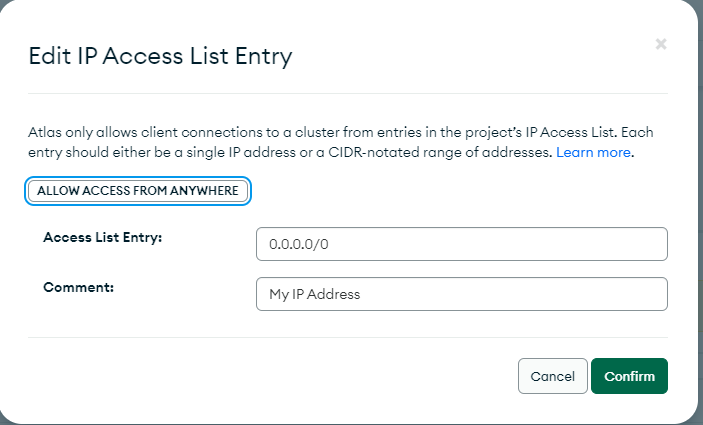 Edit IP Access List Entry
×
Atlas only allows client connections to a cluster from entries in the project's IP Access List. Each
entry should either be a single IP address or a CIDR-notated range of addresses. Learn more.
ALLOW ACCESS FROM ANYWHERE
Access List Entry: 0.0.0.0/0
Comment: My IP Address
Cancel Confirm